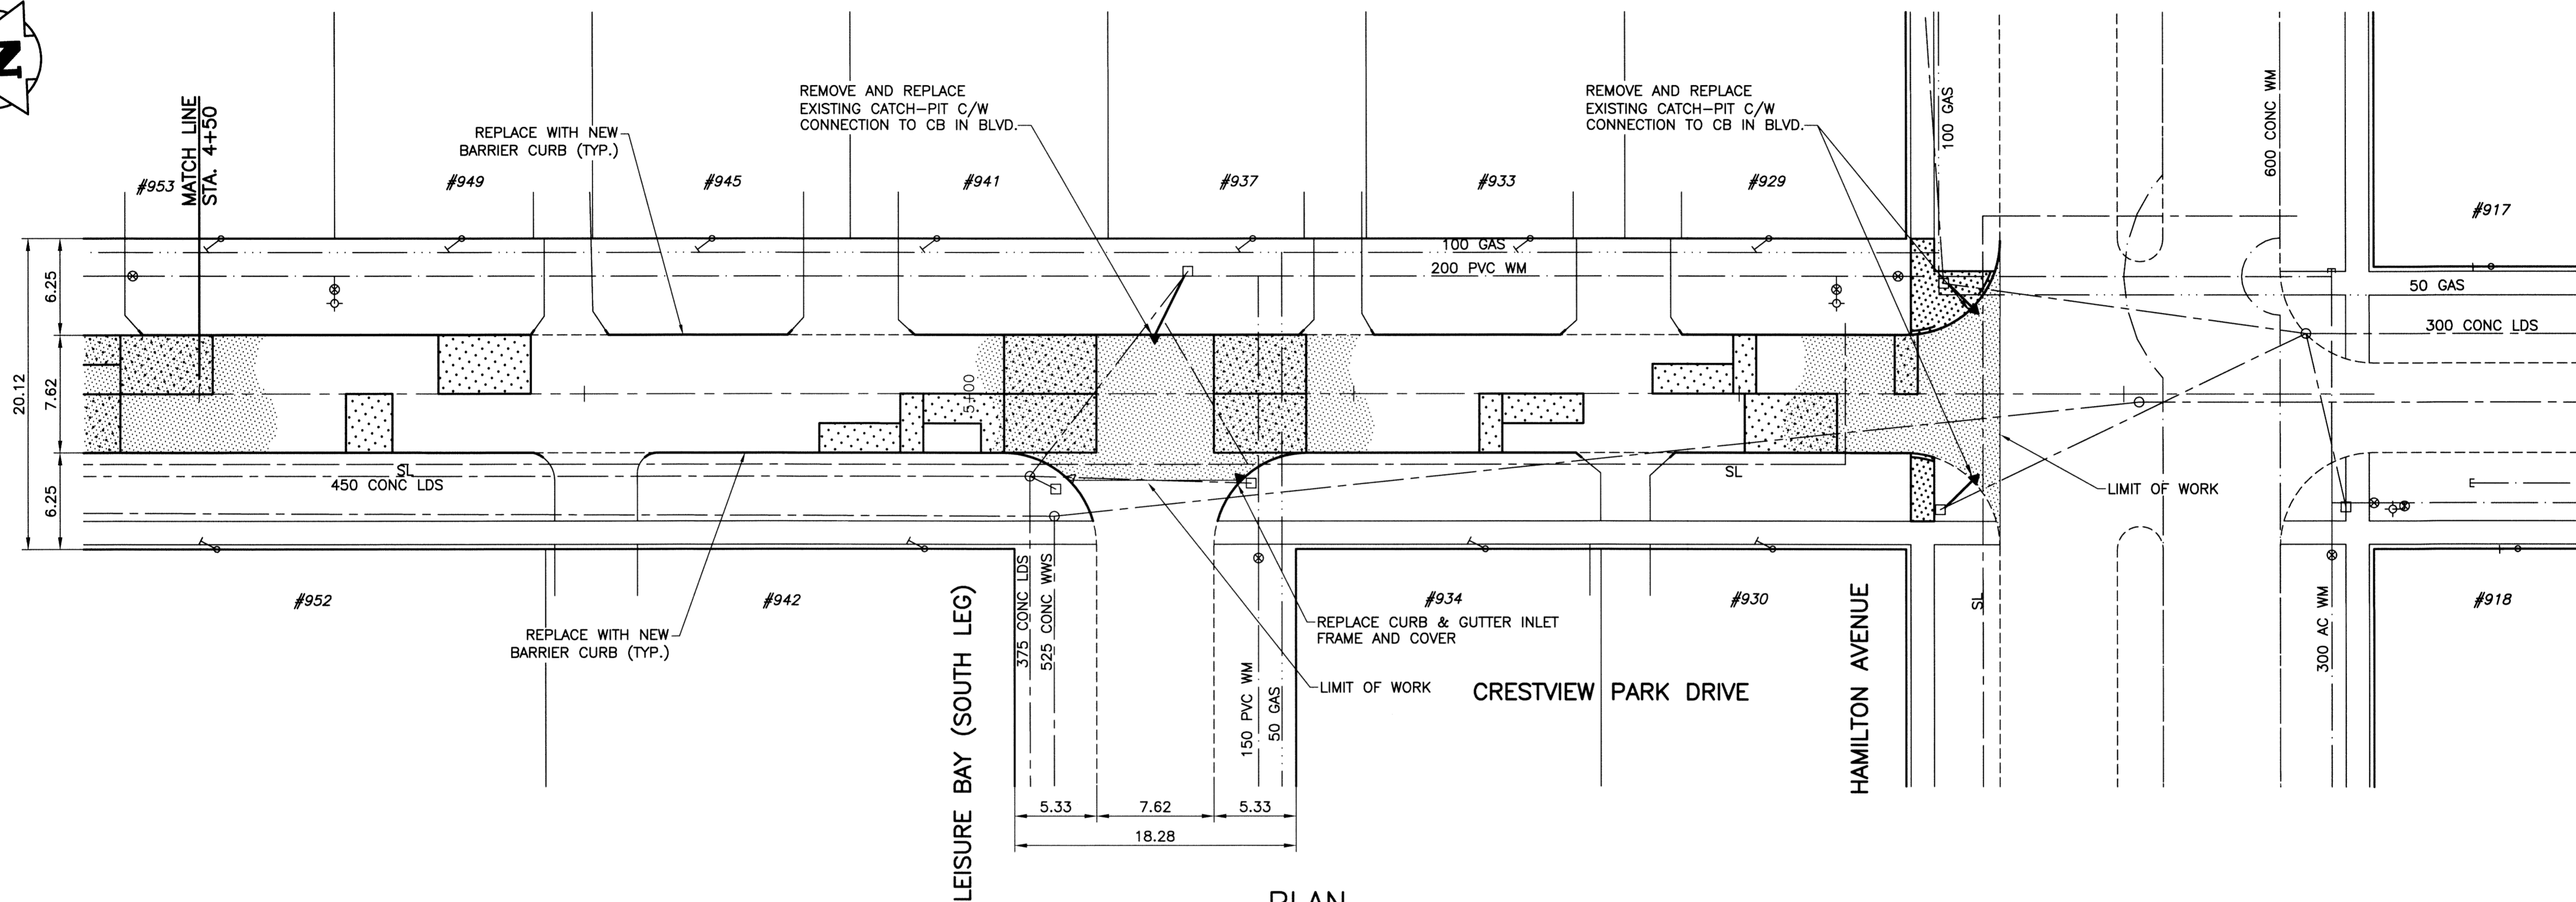 N
MATCH LINE
STA. 4+50
REPLACE WITH NEW
BARRIER CURB (TYP.)
REMOVE AND REPLACE
EXISTING CATCH-PIT C/W
CONNECTION TO CB IN BLVD.
REMOVE AND REPLACE
EXISTING CATCH-PIT C/W
CONNECTION TO CB IN BLVD.
100 GAS
600 CONC WM
#953
#949
#945
#941
#937
#933
#929
#917
100 GAS
200 PVC WM
50 GAS
300 CONC LDS
20.12
6.25
7.62
6.25
5+00
SL
450 CONC LDS
SL
LIMIT OF WORK
#952
#942
#934
#930
#918
REPLACE WITH NEW
BARRIER CURB (TYP.)
LEISURE BAY (SOUTH LEG)
375 CONC LDS
525 CONC WWS
150 PVC WM
50 GAS
REPLACE CURB & GUTTER INLET
FRAME AND COVER
LIMIT OF WORK
CRESTVIEW PARK DRIVE
HAMILTON AVENUE
SL
300 AC WM
5.33
7.62
5.33
18.28
PLAN